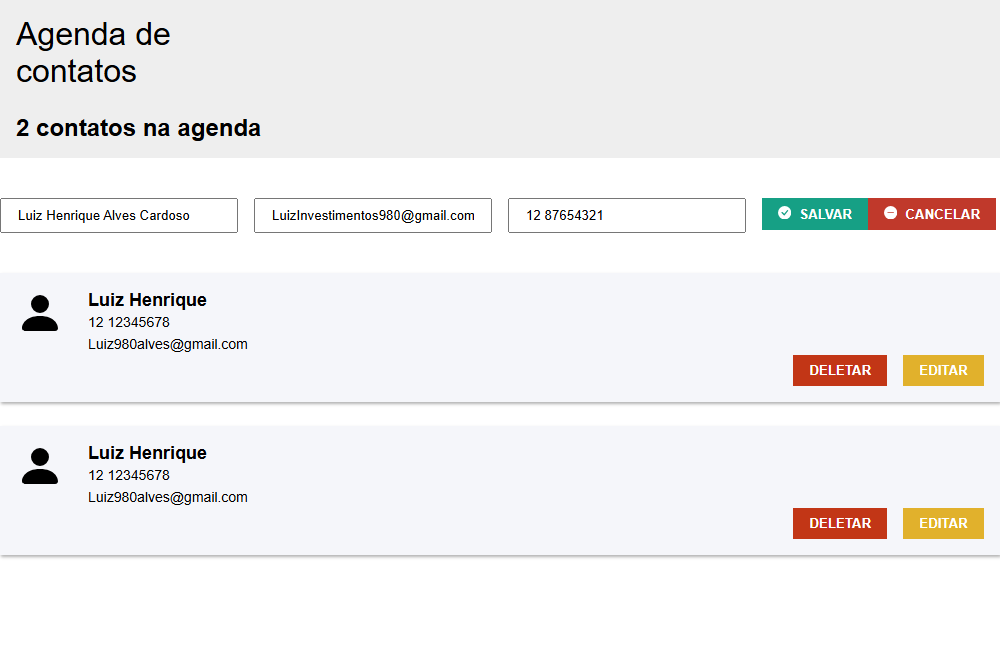 Agenda de
contatos
2 contatos na agenda
Luiz Henrique Alves Cardoso LuizInvestimentos980@gmail.com 12 87654321 SALVAR CANCELAR
Luiz Henrique
12 12345678
Luiz980alves@gmail.com
DELETAR EDITAR
Luiz Henrique
12 12345678
Luiz980alves@gmail.com
DELETAR EDITAR